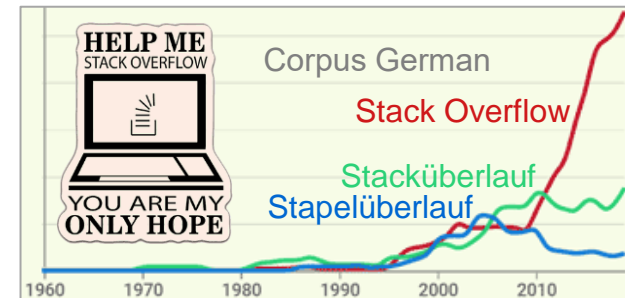 HELP ME
STACK OVERFLOW
YOU ARE MY
ONLY HOPE
Corpus German
Stack Overflow
Stacküberlauf
Stapelüberlauf
1960 1970 1980 1990 2000 2010